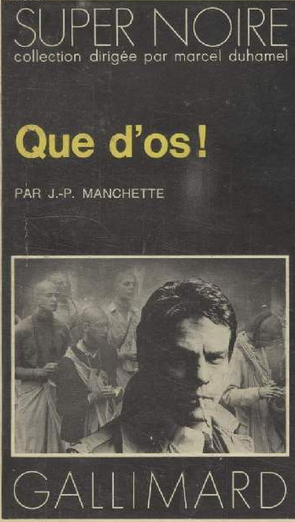 SUPER NOIRE
collection dirigée par marcel duhamel
Que d'os!
PAR J.-P. MANCHETTE
GALLIMARD